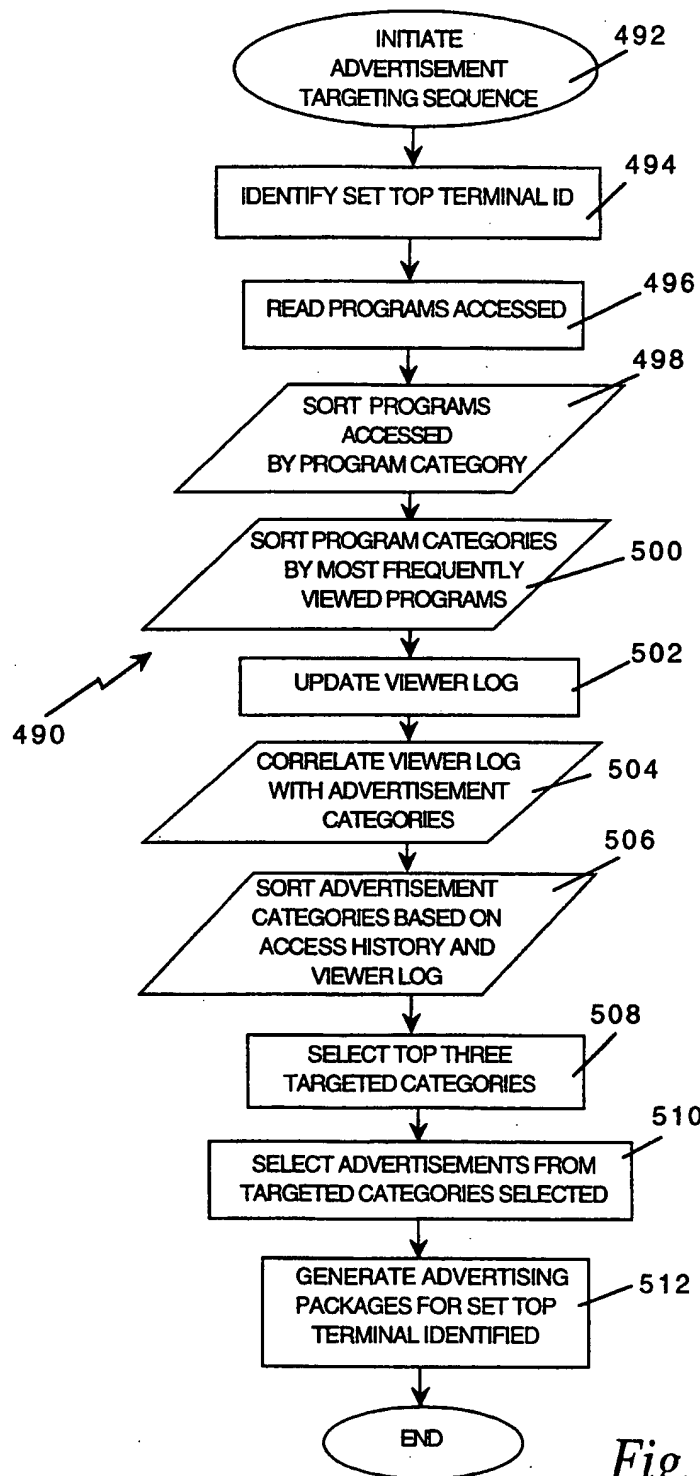 INITIATE
ADVERTISEMENT
TARGETING SEQUENCE
492
IDENTIFY SET TOP TERMINAL ID
494
READ PROGRAMS ACCESSED
496
SORT PROGRAMS
ACCESSED
BY PROGRAM CATEGORY
498
SORT PROGRAM CATEGORIES
BY MOST FREQUENTLY
VIEWED PROGRAMS
500
UPDATE VIEWER LOG
502
490
CORRELATE VIEWER LOG
WITH ADVERTISEMENT
CATEGORIES
504
SORT ADVERTISEMENT
CATEGORIES BASED ON
ACCESS HISTORY AND
VIEWER LOG
506
SELECT TOP THREE
TARGETED CATEGORIES
508
SELECT ADVERTISEMENTS FROM
TARGETED CATEGORIES SELECTED
510
GENERATE ADVERTISING
PACKAGES FOR SET TOP
TERMINAL IDENTIFIED
512
END
Fig